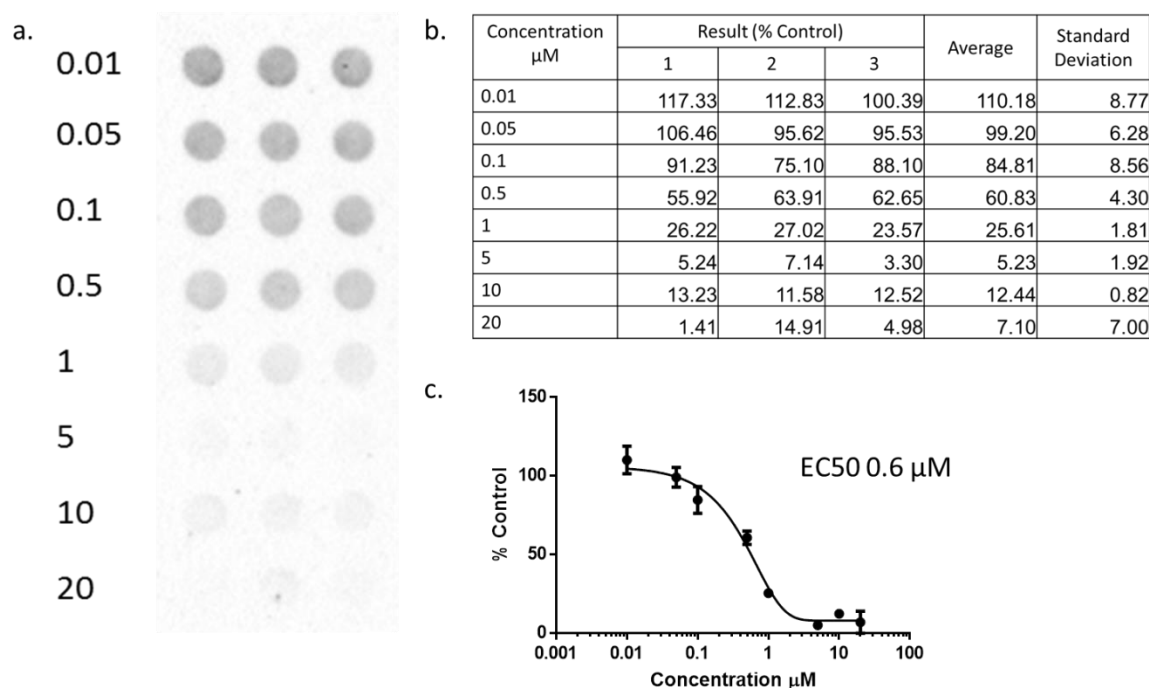 a.
0.01
0.05
0.1
0.5
1
5
10
20
b.
Concentration μM Result (% Control) Average Standard Deviation
1 2 3
0.01 117.33 112.83 100.39 110.18 8.77
0.05 106.46 95.62 95.53 99.20 6.28
0.1 91.23 75.10 88.10 84.81 8.56
0.5 55.92 63.91 62.65 60.83 4.30
1 26.22 27.02 23.57 25.61 1.81
5 5.24 7.14 3.30 5.23 1.92
10 13.23 11.58 12.52 12.44 0.82
20 1.41 14.91 4.98 7.10 7.00
c.
% Control
150
100
50
0
EC50 0.6 μM
0.001 0.01 0.1 1 10 100
Concentration μM